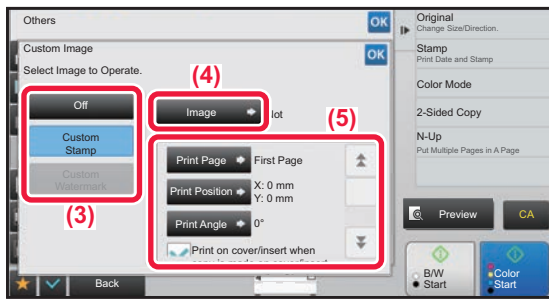 Others
OK
Custom Image
OK
Select Image to Operate.
(3)
Off
Custom
Stamp
Custom
Watermark
(4)
Image
lot
(5)
Print Page
First Page
Print Position
X: 0 mm
Y: 0 mm
Print Angle
0°
Print on cover/insert when
Back
Original
Change Size/Direction.
Stamp
Print Date and Stamp
Color Mode
2-Sided Copy
N-Up
Put Multiple Pages in A Page
Preview
CA
B/W
Start
Color
Start